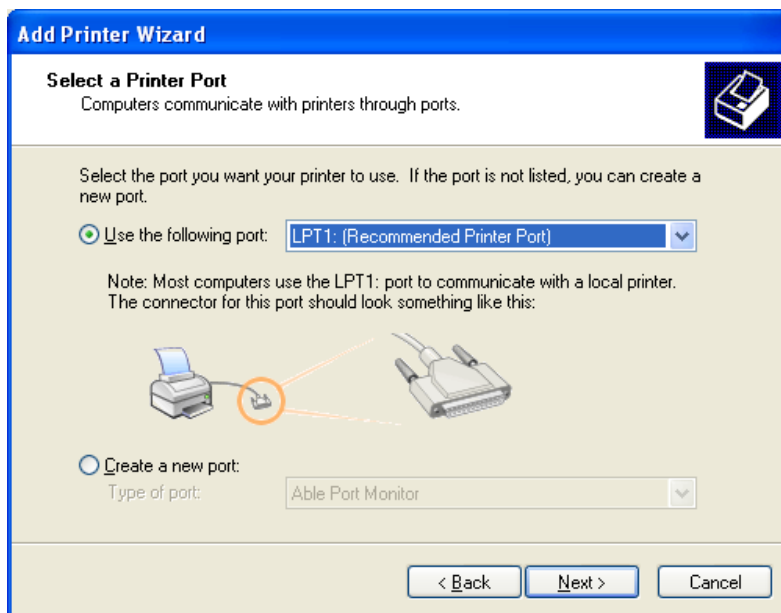 Add Printer Wizard
Select a Printer Port
Computers communicate with printers through ports.
Select the port you want your printer to use.  If the port is not listed, you can create a
new port.
Use the following port: LPT1: (Recommended Printer Port)
Note: Most computers use the LPT1: port to communicate with a local printer.
The connector for this port should look something like this:
Create a new port:
Type of port: Able Port Monitor
< Back Next > Cancel